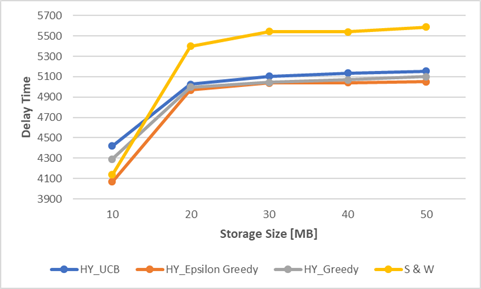 5700
5500
5300
5100
4900
4700
4500
4300
4100
3900
Delay Time
10 20 30 40 50
Storage Size [MB]
HY_UCB HY_Epsilon Greedy HY_Greedy S & W